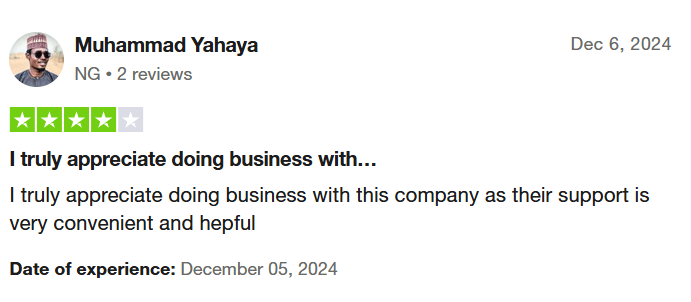 Muhammad Yahaya
Dec 6, 2024
NG • 2 reviews
I truly appreciate doing business with…
I truly appreciate doing business with this company as their support is
very convenient and hepful
Date of experience: December 05, 2024